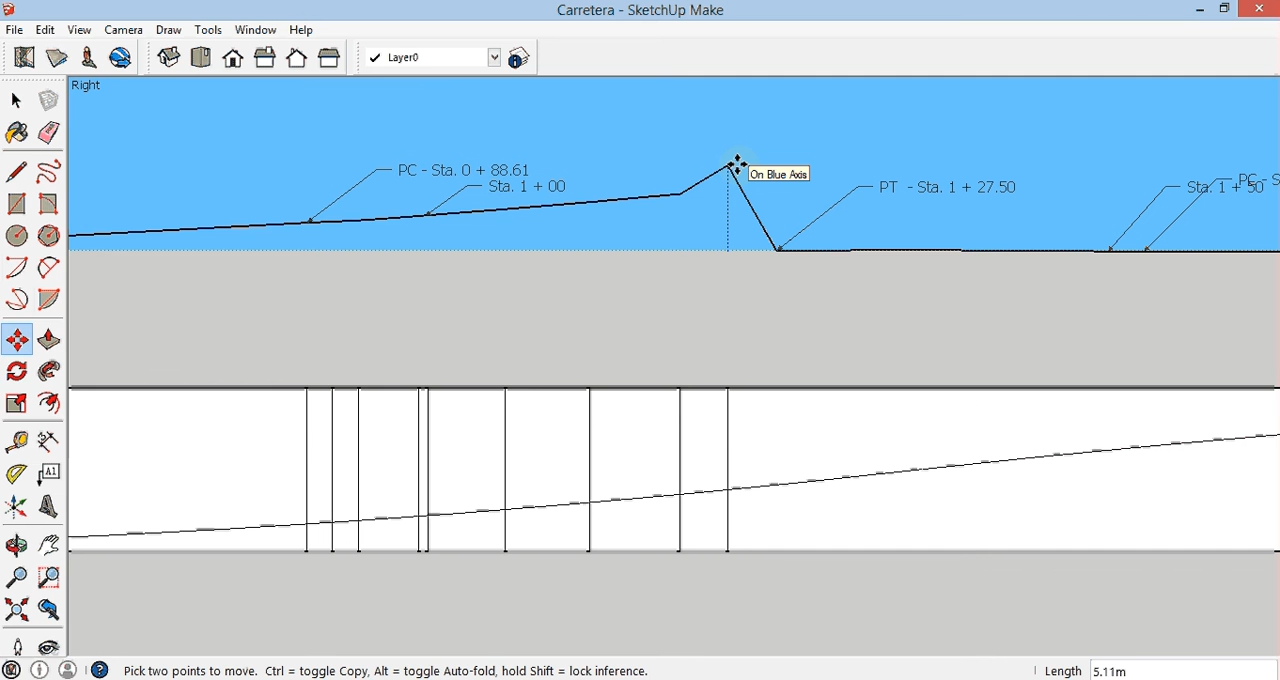 Carretera - SketchUp Make
File Edit View Camera Draw Tools Window Help
Layer0
Right
PC - Sta. 0 + 88.61
Sta. 1 + 00
On Blue Axis
PT - Sta. 1 + 27.50
Sta. 1 + 50
PC - S
A1
Pick two points to move. Ctrl = toggle Copy, Alt = toggle Auto-fold, hold Shift = lock inference.
Length 5.11m